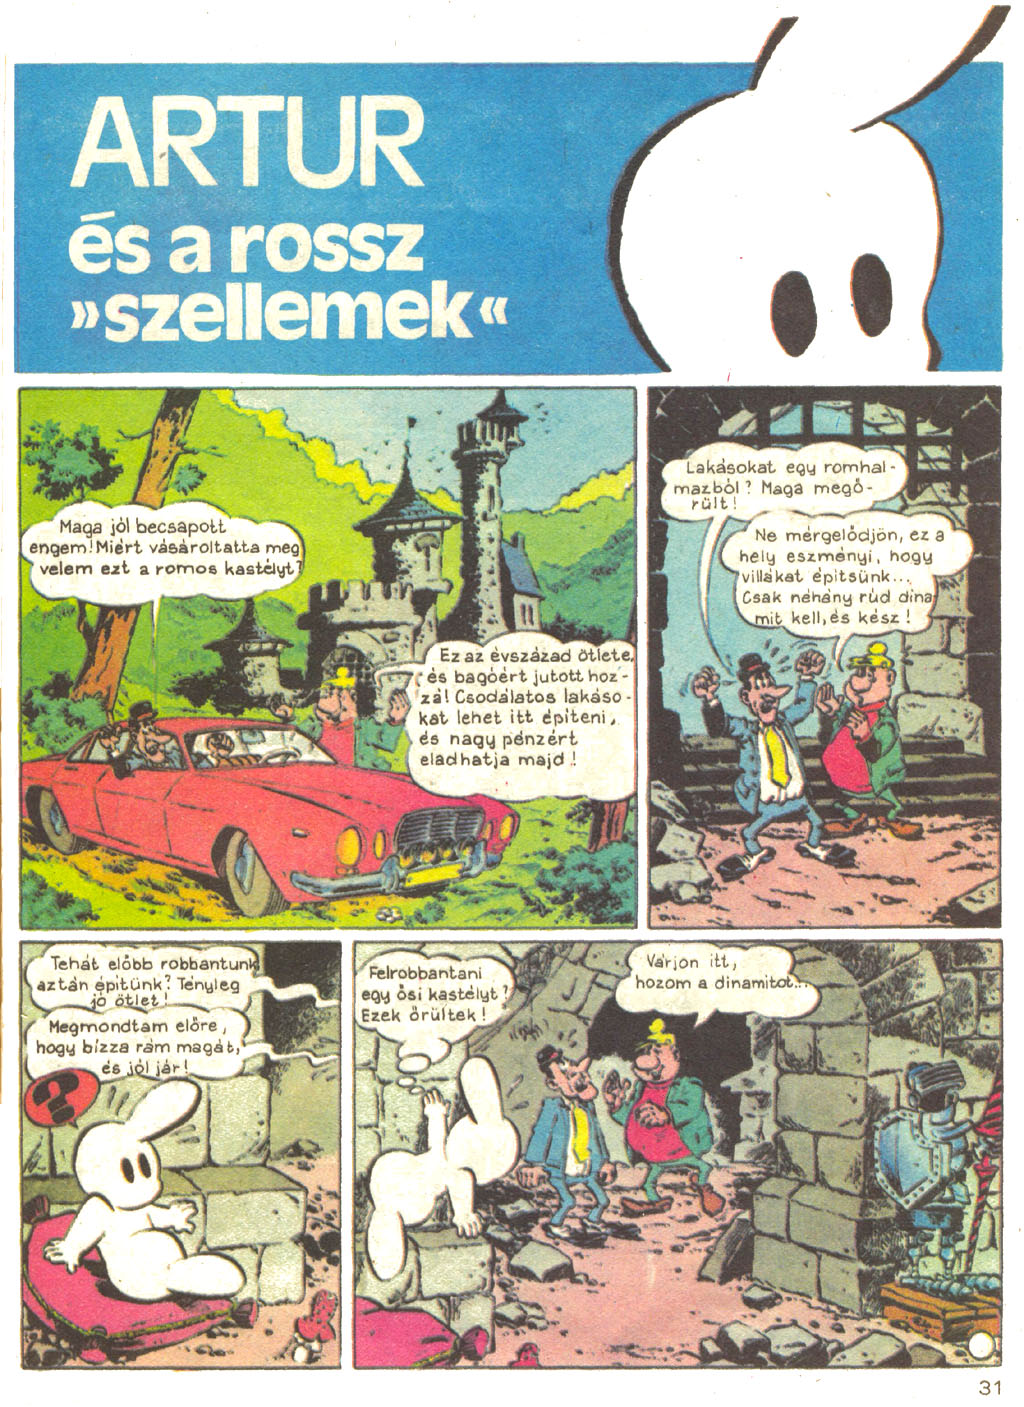 ARTUR
és a rossz
»szellemek«
Maga jól becsapott
engem! Miért vásároltatta meg
velem ezt a romos kastélyt?
Ez az évszázad ötlete,
és bagóért jutott hoz-
zá! Csodálatos lakáso-
kat lehet itt építeni,
és nagy pénzért
eladhatja majd!
Lakásokat egy romhal-
mazból? Maga megő-
rült!
Ne mérgelődjön, ez a
hely eszményi, hogy
villákat építsünk...
Csak néhány rúd dina
mit kell, és kész!
Tehát előbb robbantunk
aztán építünk? Tényleg
jó ötlet!
Megmondtam előre,
hogy bízza rám magát,
és jól jár!
?
Felrobbantani
egy ősi kastélyt?
Ezek őrültek!
Várjon itt,
hozom a dinamitot...
31